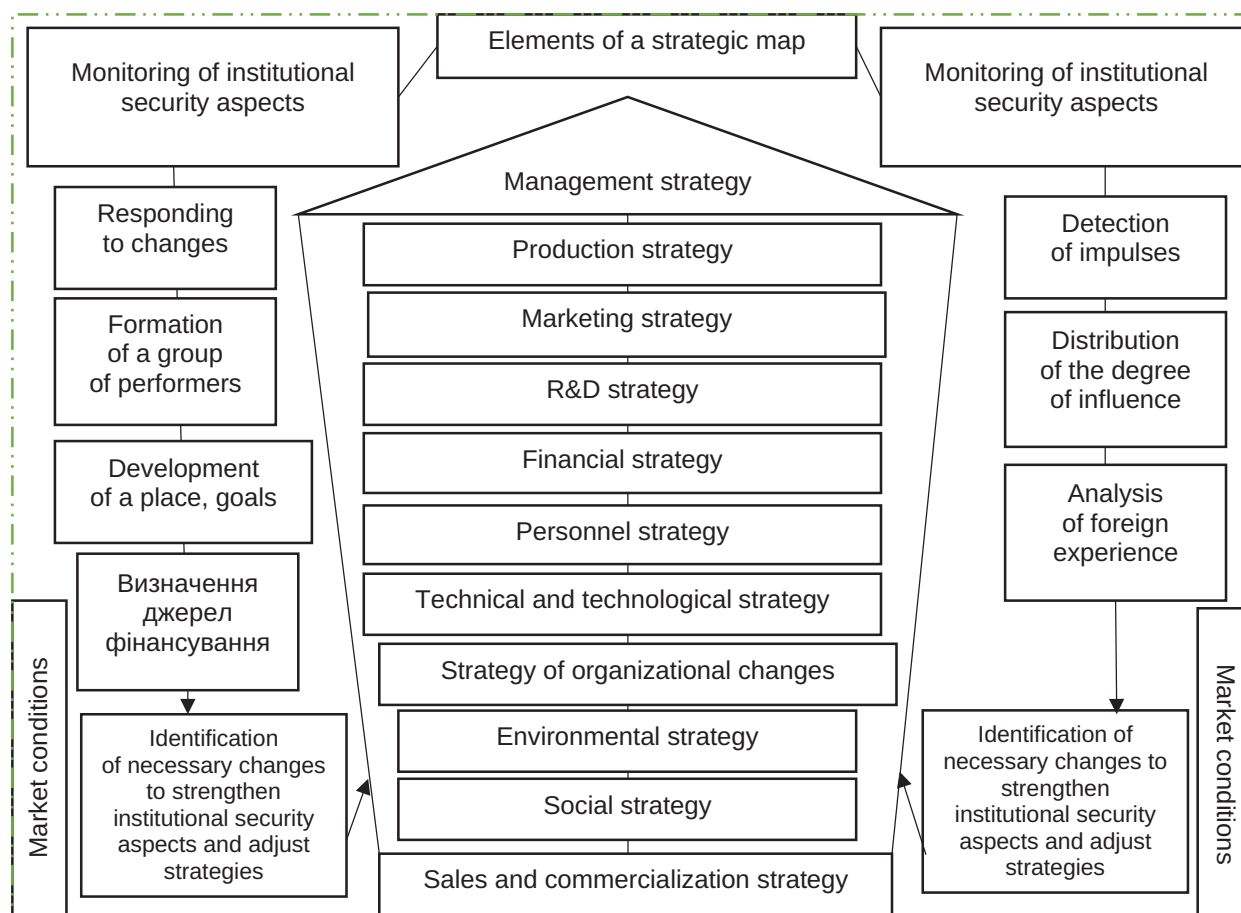 Elements of a strategic map
Monitoring of institutional
security aspects
Monitoring of institutional
security aspects
Management strategy
Responding
to changes
Formation
of a group
of performers
Development
of a place, goals
Визначення
джерел
фінансування
Identification
of necessary changes
to strengthen
institutional security
aspects and adjust
strategies
Market conditions
Production strategy
Marketing strategy
R&D strategy
Financial strategy
Personnel strategy
Technical and technological strategy
Strategy of organizational changes
Environmental strategy
Social strategy
Sales and commercialization strategy
Detection
of impulses
Distribution
of the degree
of influence
Analysis
of foreign
experience
Identification of
necessary changes to
strengthen
institutional security
aspects and adjust
strategies
Market conditions